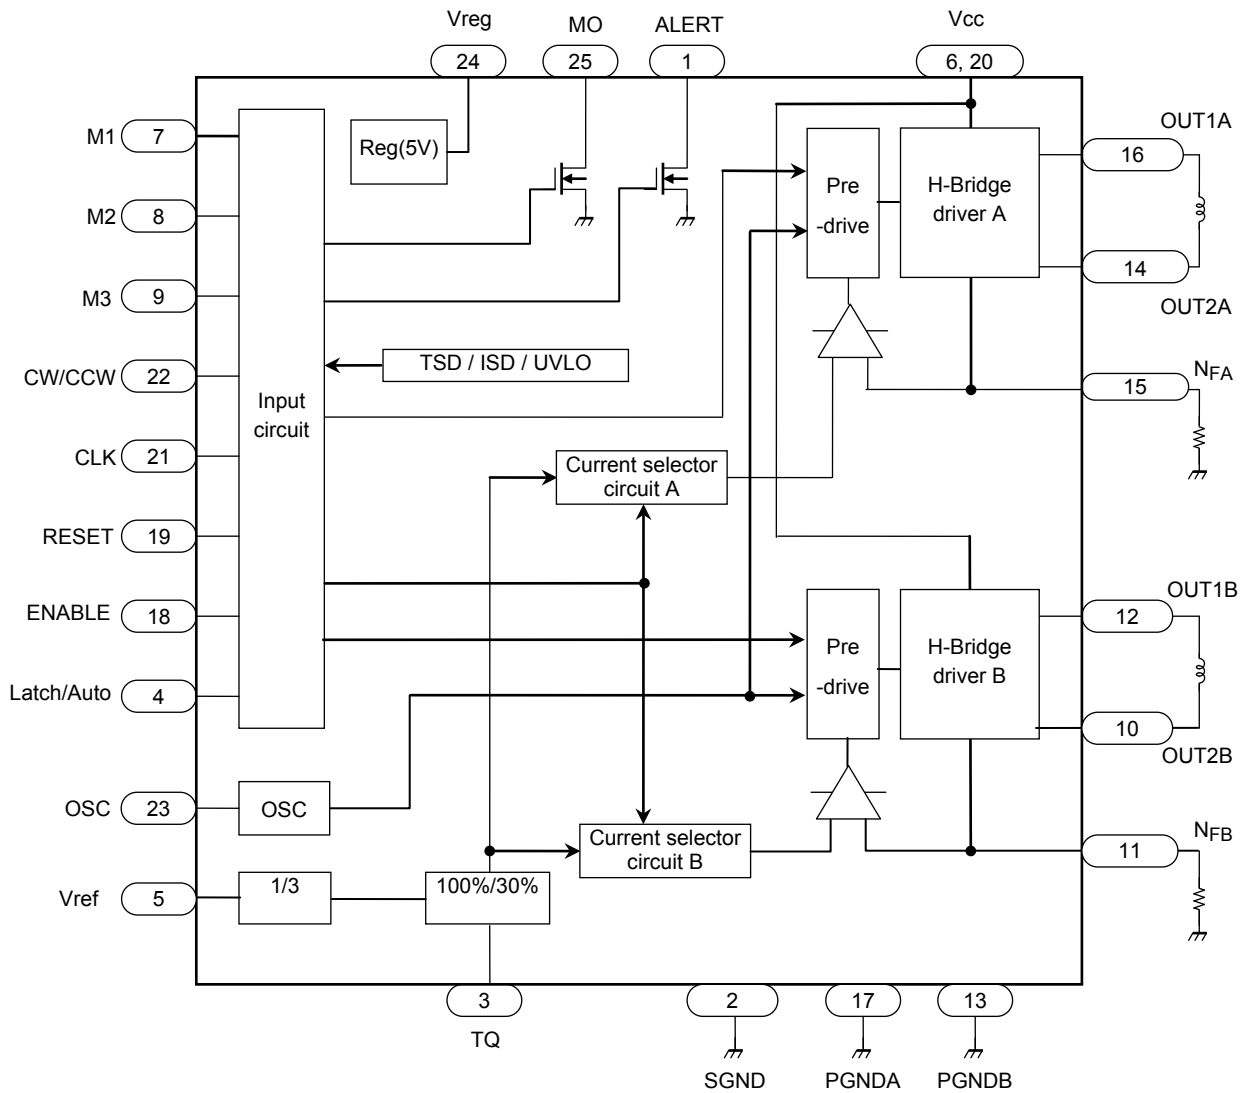 Vreg
MO
ALERT
Vcc
24
25
1
6, 20
M1
7
Reg(5V)
OUT1A
16
M2
8
Pre
-drive
H-Bridge
driver A
14
OUT2A
M3
9
TSD / ISD / UVLO
CW/CCW
22
15
NFA
Input
circuit
CLK
21
Current selector
circuit A
RESET
19
ENABLE
18
OUT1B
12
Pre
-drive
H-Bridge
driver B
Latch/Auto
4
10
OUT2B
OSC
23
OSC
Current selector
circuit B
11
NFB
Vref
5
1/3
100%/30%
3
2
17
13
TQ
SGND
PGNDA
PGNDB